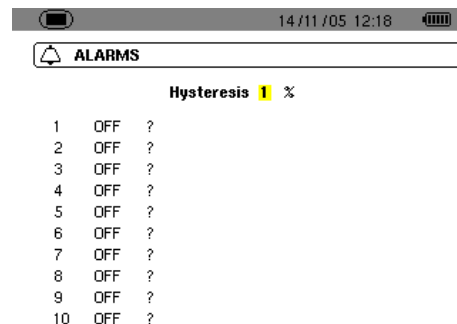 14/11/05 12:18
ALARMS
Hysteresis 1 %
1 OFF ?
2 OFF ?
3 OFF ?
4 OFF ?
5 OFF ?
6 OFF ?
7 OFF ?
8 OFF ?
9 OFF ?
10 OFF ?